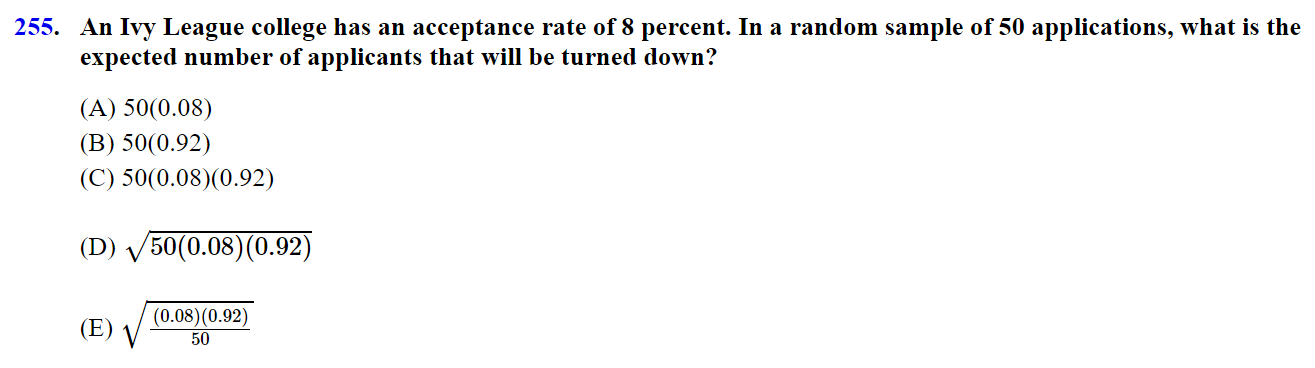 255. An Ivy League college has an acceptance rate of 8 percent. In a random sample of 50 applications, what is the
expected number of applicants that will be turned down?
(A) 50(0.08)
(B) 50(0.92)
(C) 50(0.08)(0.92)
(D) √50(0.08)(0.92)
(E) √(0.08)(0.92)
50